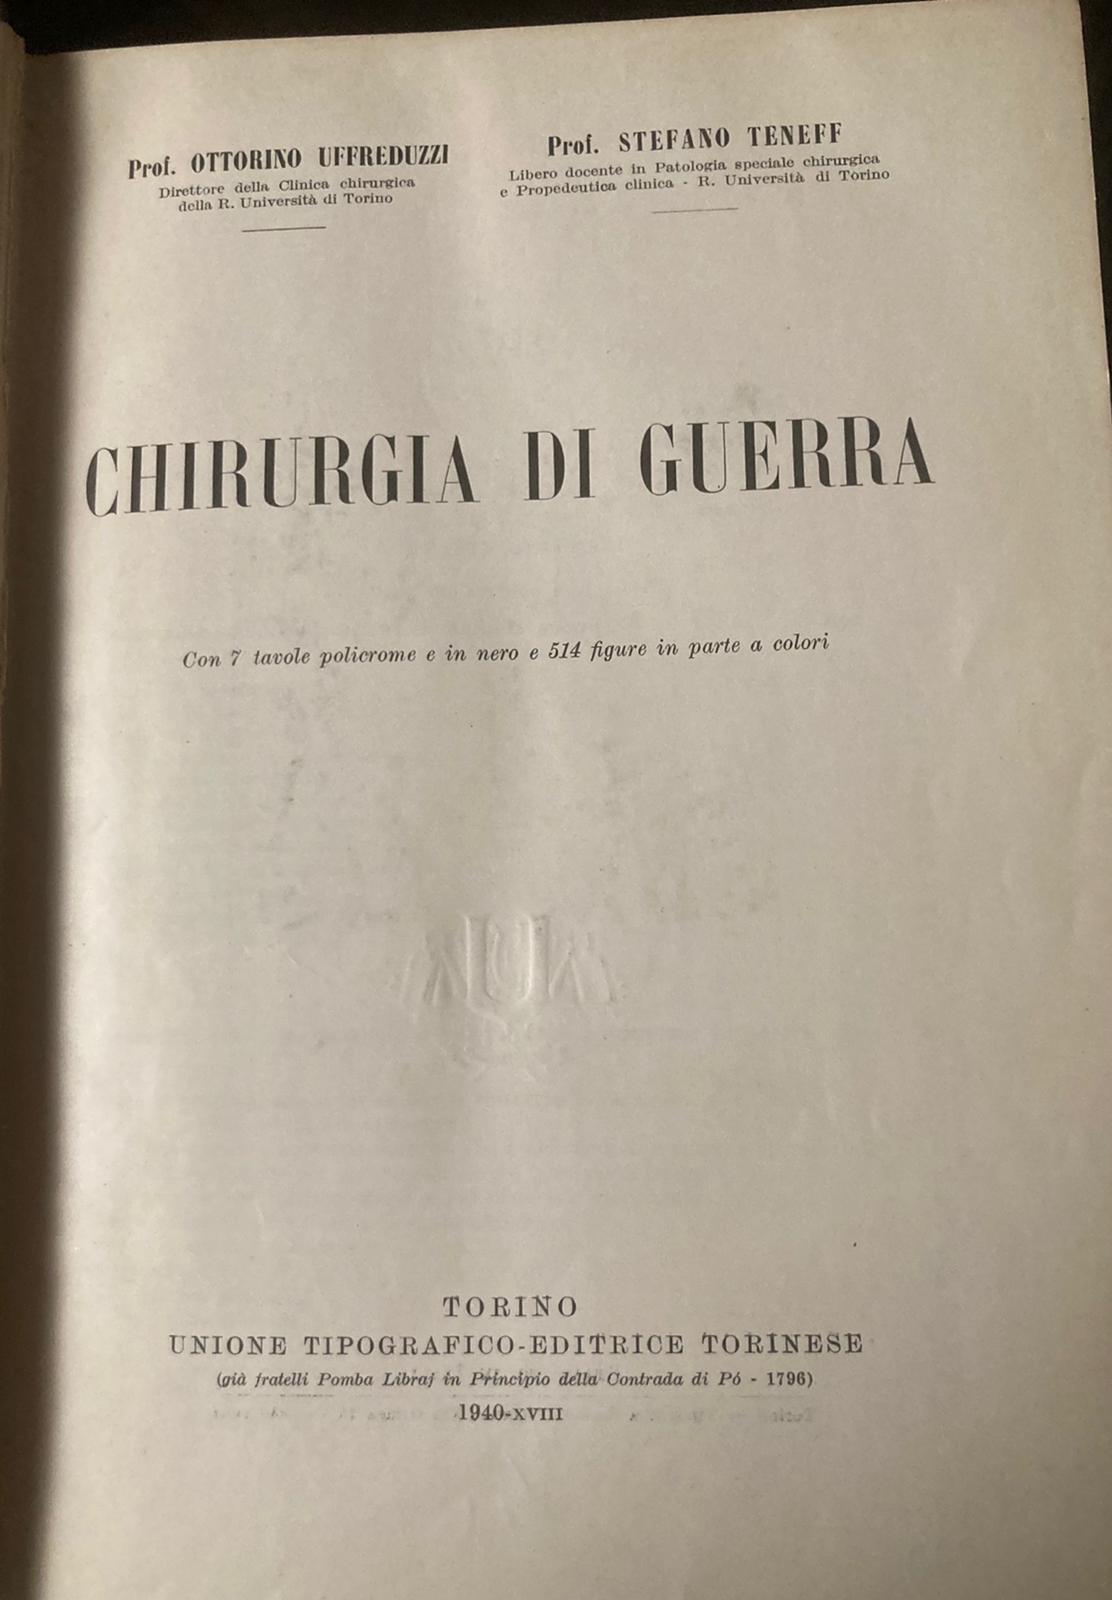 Prof. OTTORINO UFFREDUZZI
Direttore della Clinica chirurgica
della R. Università di Torino
Prof. STEFANO TENEFF
Libero docente in Patologia speciale chirurgica
e Propedeutica clinica - R. Università di Torino
CHIRURGIA DI GUERRA
Con 7 tavole policrome e in nero e 514 figure in parte a colori
TORINO
UNIONE TIPOGRAFICO-EDITRICE TORINESE
(già fratelli Pomba Libraj in Principio della Contrada di Pó - 1796)
1940-XVIII